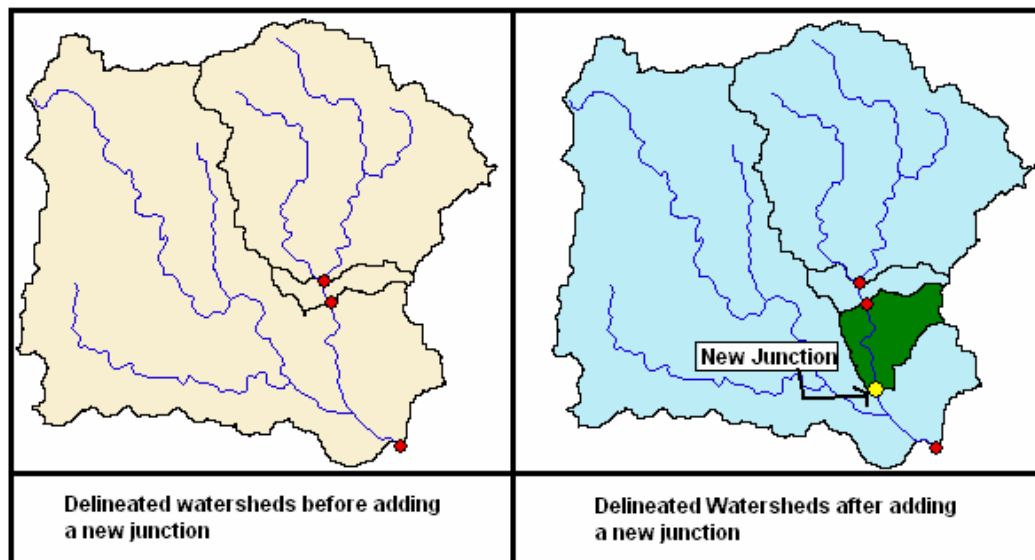 New Junction
Delineated watersheds before adding
a new junction
Delineated Watersheds after adding
a new junction